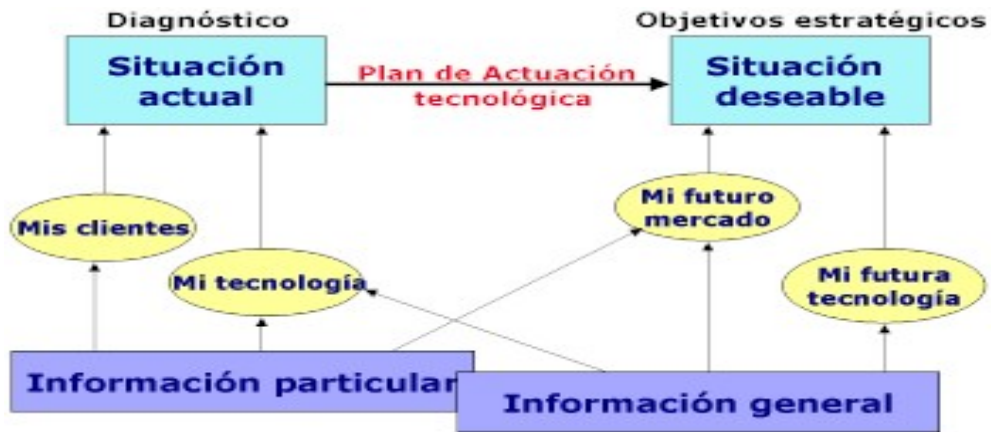 Diagnóstico
Objetivos estratégicos
Situación
actual
Plan de Actuación
tecnológica
Situación
deseable
Mis clientes
Mi tecnología
Mi futuro
mercado
Mi futura
tecnología
Información particular
Información general